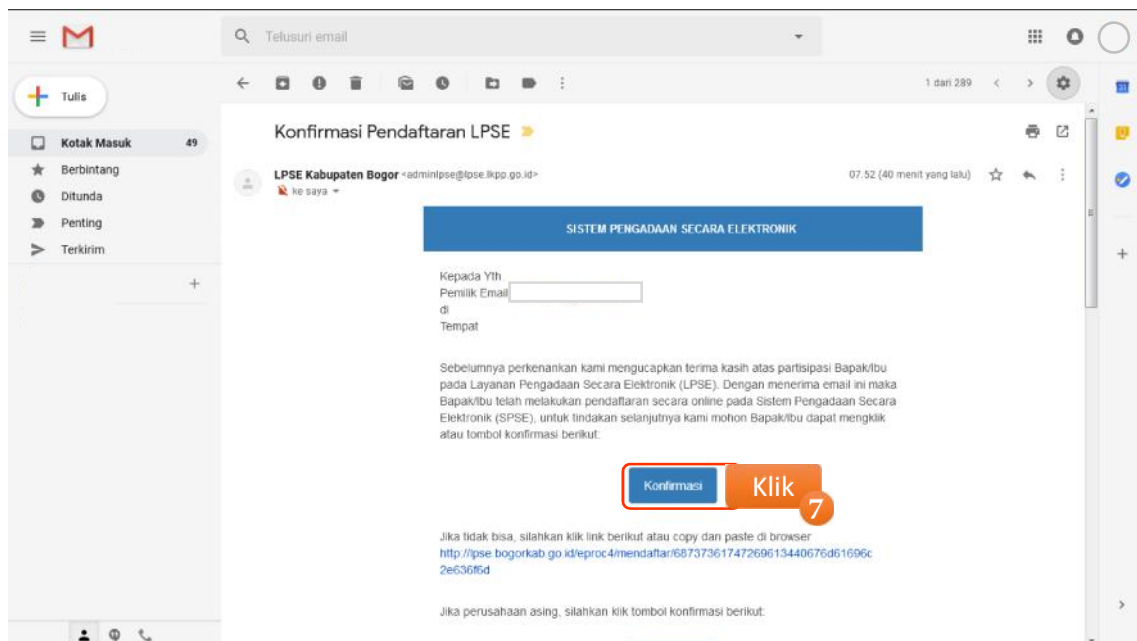 Telusuri email
Tulis
1 dari 289
Kotak Masuk 49
Berbintang
Ditunda
Penting
Terkirim
Konfirmasi Pendaftaran LPSE
LPSE Kabupaten Bogor <adminlpse@lpse.lkpp.go.id>
07.52 (40 menit yang lalu)
ke saya
31
SISTEM PENGADAAN SECARA ELEKTRONIK
Kepada Yth
Pemilik Email
di
Tempat
Sebelumnya perkenankan kami mengucapkan terima kasih atas partisipasi Bapak/Ibu
pada Layanan Pengadaan Secara Elektronik (LPSE). Dengan menerima email ini maka
Bapak/Ibu telah melakukan pendaftaran secara online pada Sistem Pengadaan Secara
Elektronik (SPSE), untuk tindakan selanjutnya kami mohon Bapak/Ibu dapat mengklik
atau tombol konfirmasi berikut:
Konfirmasi
Klik
7
Jika tidak bisa, silahkan klik link berikut atau copy dan paste di browser
http://lpse.bogorkab.go.id/eproc4/mendaftar/68737361747269613440676d61696c
2e636f6d
Jika perusahaan asing, silahkan klik tombol konfirmasi berikut: